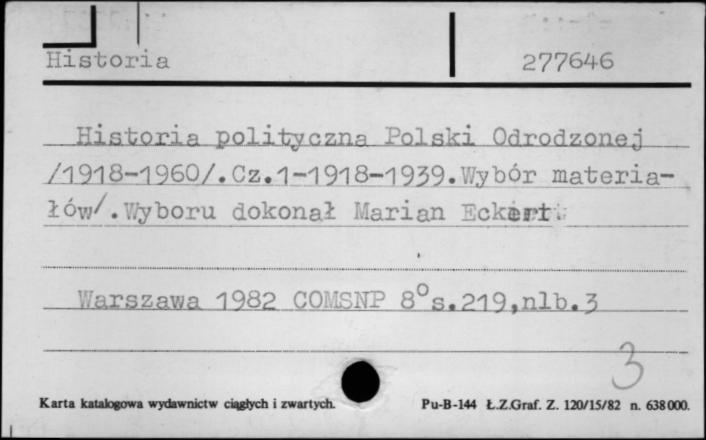 Historia 277646
Historia polityczna Polski Odrodzonej
/1918-1960/.Cz.1-1918-1939.Wybór materia-
łów/.Wyboru dokonał Marian Eckert.
Warszawa 1982 COMSNP 8°s.219,nlb.3
3
Karta katalogowa wydawnictw ciągłych i zwartych. Pu-B-144 Ł.Z.Graf. Z. 120/15/82 n. 638000.